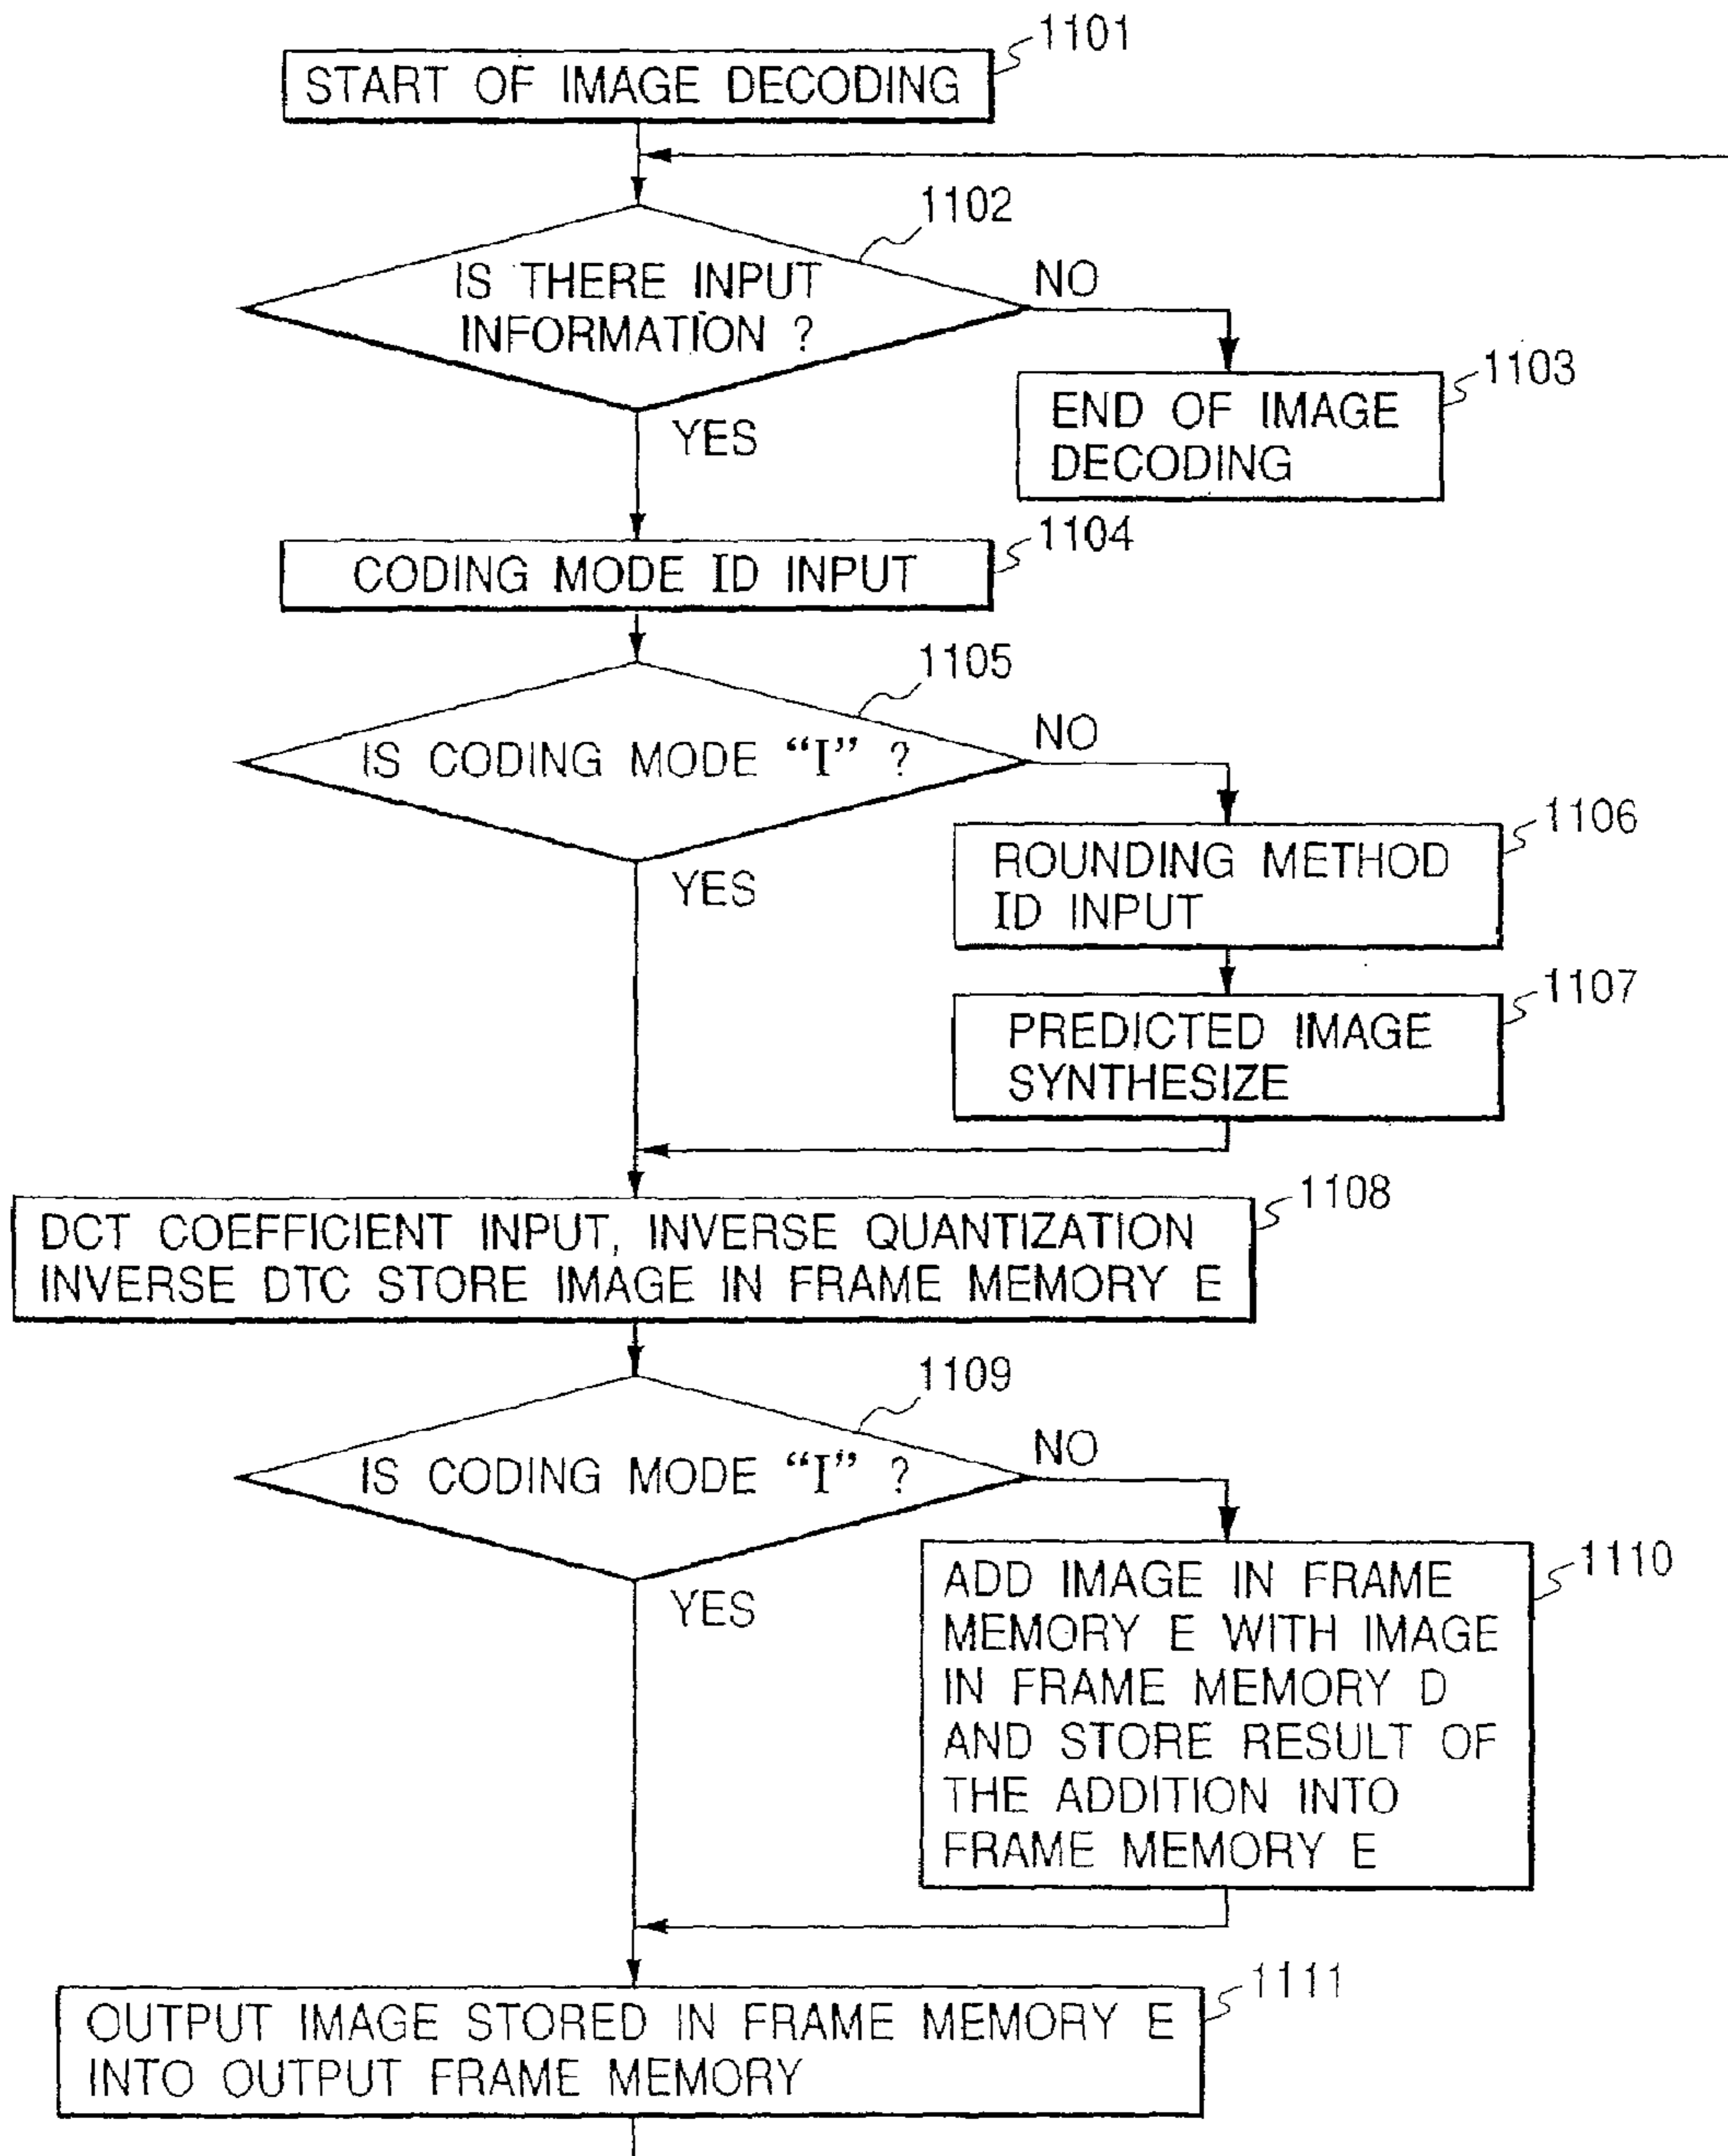 1101
START OF IMAGE DECODING
1102
IS THERE INPUT
INFORMATION ?
NO
YES
1103
END OF IMAGE
DECODING
1104
CODING MODE ID INPUT
1105
IS CODING MODE “I” ?
NO
YES
1106
ROUNDING METHOD
ID INPUT
1107
PREDICTED IMAGE
SYNTHESIZE
1108
DCT COEFFICIENT INPUT, INVERSE QUANTIZATION
INVERSE DTC STORE IMAGE IN FRAME MEMORY E
1109
IS CODING MODE “I” ?
NO
YES
1110
ADD IMAGE IN FRAME
MEMORY E WITH IMAGE
IN FRAME MEMORY D
AND STORE RESULT OF
THE ADDITION INTO
FRAME MEMORY E
1111
OUTPUT IMAGE STORED IN FRAME MEMORY E
INTO OUTPUT FRAME MEMORY